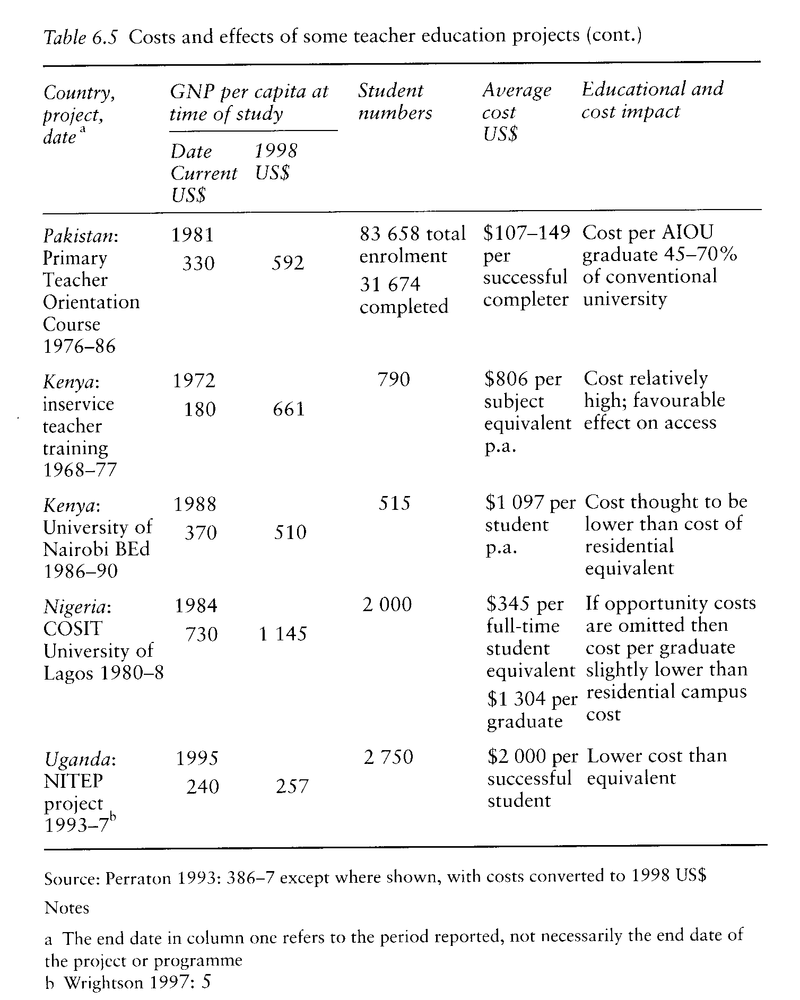 Table 6.5 Costs and effects of some teacher education projects (cont.)
Country, project, date a
GNP per capita at time of study
Date Current US$
1998 US$
Student numbers
Average cost US$
Educational and cost impact
Pakistan: 1981 83 658 total $107–149 Cost per AIOU
Primary 330 592 enrolment per graduate 45–70%
Teacher 31 674 successful of conventional
Orientation completed completer university
Course
1976–86
Kenya: 1972 790 $806 per Cost relatively
inservice 180 661 subject high; favourable
teacher equivalent effect on access
training p.a.
1968–77
Kenya: 1988 515 $1 097 per Cost thought to be
University of 370 510 student lower than cost of
Nairobi BEd p.a. residential
1986–90 equivalent
Nigeria: 1984 2 000 $345 per If opportunity costs
COSIT 730 1 145 full-time are omitted then
University of student cost per graduate
Lagos 1980–8 equivalent slightly lower than
$1 304 per residential campus
graduate cost
Uganda: 1995 2 750 $2 000 per Lower cost than
NITEP 240 257 successful equivalent
project student
1993–7b
Source: Perraton 1993: 386–7 except where shown, with costs converted to 1998 US$
Notes
a The end date in column one refers to the period reported, not necessarily the end date of
the project or programme
b Wrightson 1997: 5